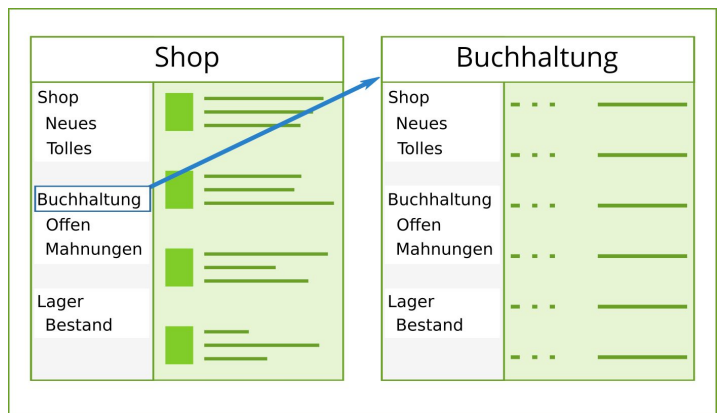 Shop
Shop
Neues
Tolles
Buchhaltung
Offen
Mahnungen
Lager
Bestand
Buchhaltung
Shop
Neues
Tolles
Buchhaltung
Offen
Mahnungen
Lager
Bestand